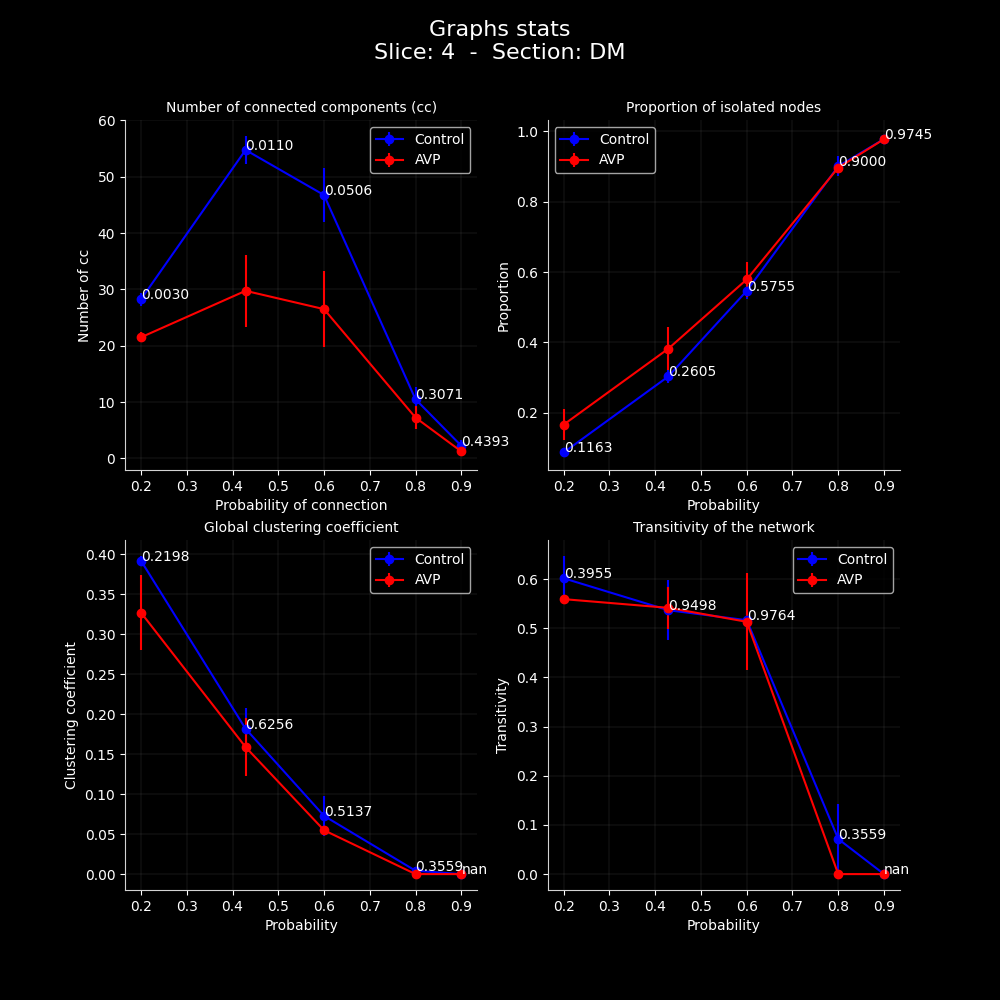 Graphs stats
Slice: 4 - Section: DM
Number of connected components (cc)
60
50
40
30
20
10
0
Number of cc
0.0030
0.0110
0.0506
0.3071
0.4393
Control
AVP
0.2 0.3 0.4 0.5 0.6 0.7 0.8 0.9
Probability of connection
Proportion of isolated nodes
1.0
0.8
0.6
0.4
0.2
Proportion
Control
AVP
0.1163
0.2605
0.5755
0.9000
0.9745
0.2 0.3 0.4 0.5 0.6 0.7 0.8 0.9
Probability
Global clustering coefficient
0.40
0.35
0.30
0.25
0.20
0.15
0.10
0.05
0.00
Clustering coefficient
0.2198
0.6256
0.5137
0.3559
nan
Control
AVP
0.2 0.3 0.4 0.5 0.6 0.7 0.8 0.9
Probability
Transitivity of the network
0.6
0.5
0.4
0.3
0.2
0.1
0.0
Transitivity
0.3955
0.9498
0.9764
0.3559
nan
Control
AVP
0.2 0.3 0.4 0.5 0.6 0.7 0.8 0.9
Probability